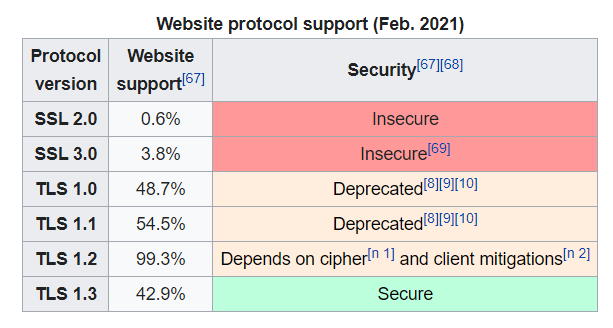 Website protocol support (Feb. 2021)
Protocol version Website support[67] Security[67][68]
SSL 2.0 0.6% Insecure
SSL 3.0 3.8% Insecure[69]
TLS 1.0 48.7% Deprecated[8][9][10]
TLS 1.1 54.5% Deprecated[8][9][10]
TLS 1.2 99.3% Depends on cipher[n 1] and client mitigations[n 2]
TLS 1.3 42.9% Secure